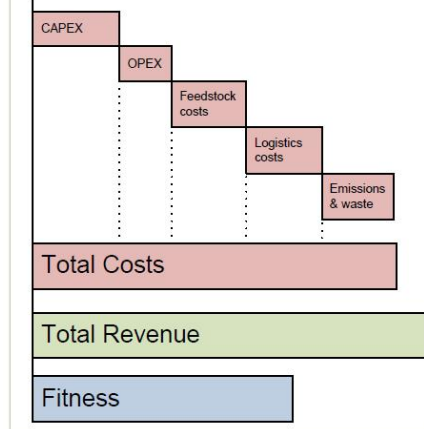 CAPEX
OPEX
Feedstock
costs
Logistics
costs
Emissions
& waste
Total Costs
Total Revenue
Fitness